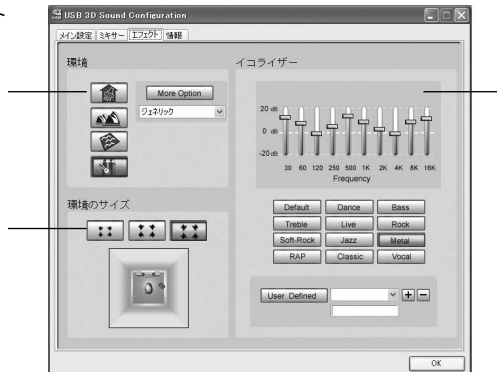 USB 3D Sound Configuration
メイン設定 ミキサー エフェクト 情報
環境
More Option
ジェネリック
環境のサイズ
イコライザー
20 dB
0 dB
-20 dB
30 60 120 250 500 1K 2K 4K 8K 16K
Frequency
Default Dance Bass
Treble Live Rock
Soft-Rock Jazz Metal
RAP Classic Vocal
User Defined
OK